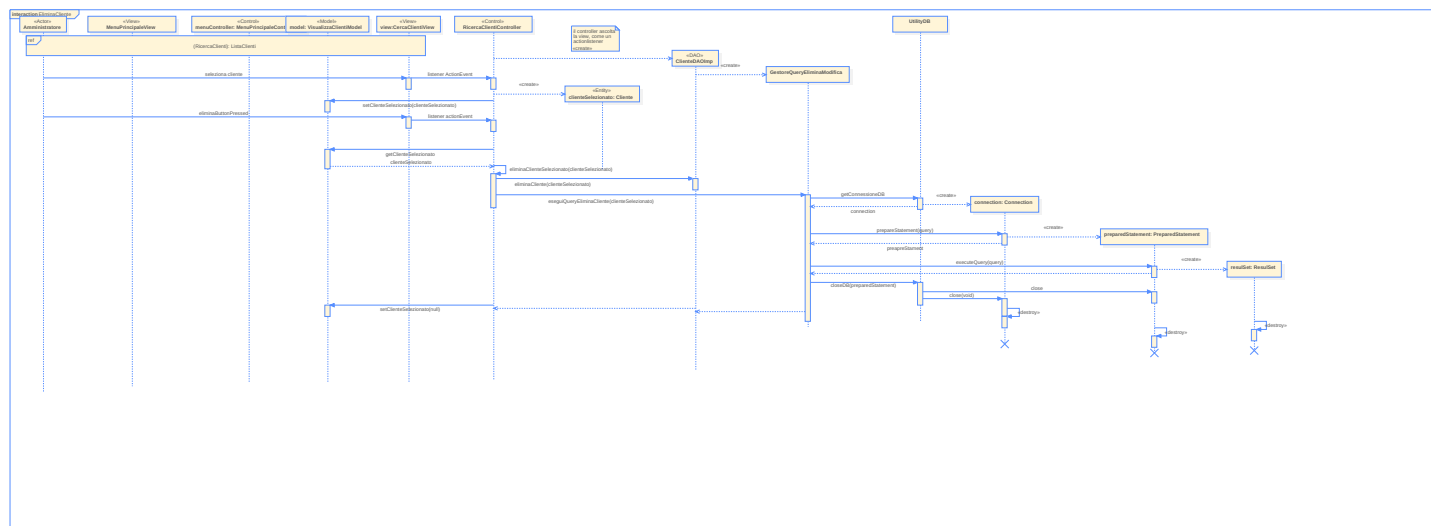 interaction EliminaCliente
«Actor»
Amministratore
«View»
MenuPrincipaleView
«Control»
menuController: MenuPrincipaleCont
«Model»
model: VisualizzaClientiModel
«View»
view:CercaClientiView
«Control»
RicercaClientiController
UtilityDB
ref
(RicercaClienti): ListaClienti
il controller ascolta
la view, come un
actionlistener
«create»
«DAO»
ClienteDAOImp
«create»
GestoreQueryEliminaModifica
seleziona cliente
listener ActionEvent
«create»
«Entity»
clienteSelezionato: Cliente
setClienteSelezionato(clienteSelezionato)
eliminaButtonPressed
listener actionEvent
getClienteSelezionato
clienteSelezionato
eliminaClienteSelezionato(clienteSelezionato)
eliminaCliente(clienteSelezionato)
eseguiQueryEliminaCliente(clienteSelezionato)
getConnessioneDB
«create»
connection: Connection
connection
prepareStatement(query)
«create»
preparedStatement: PreparedStatement
executeQuery(query)
«create»
resulSet: ResulSet
closeDB(preparedStatement)
close
close(void)
setClienteSelezionato(null)
«destroy»
«destroy»
«destroy»